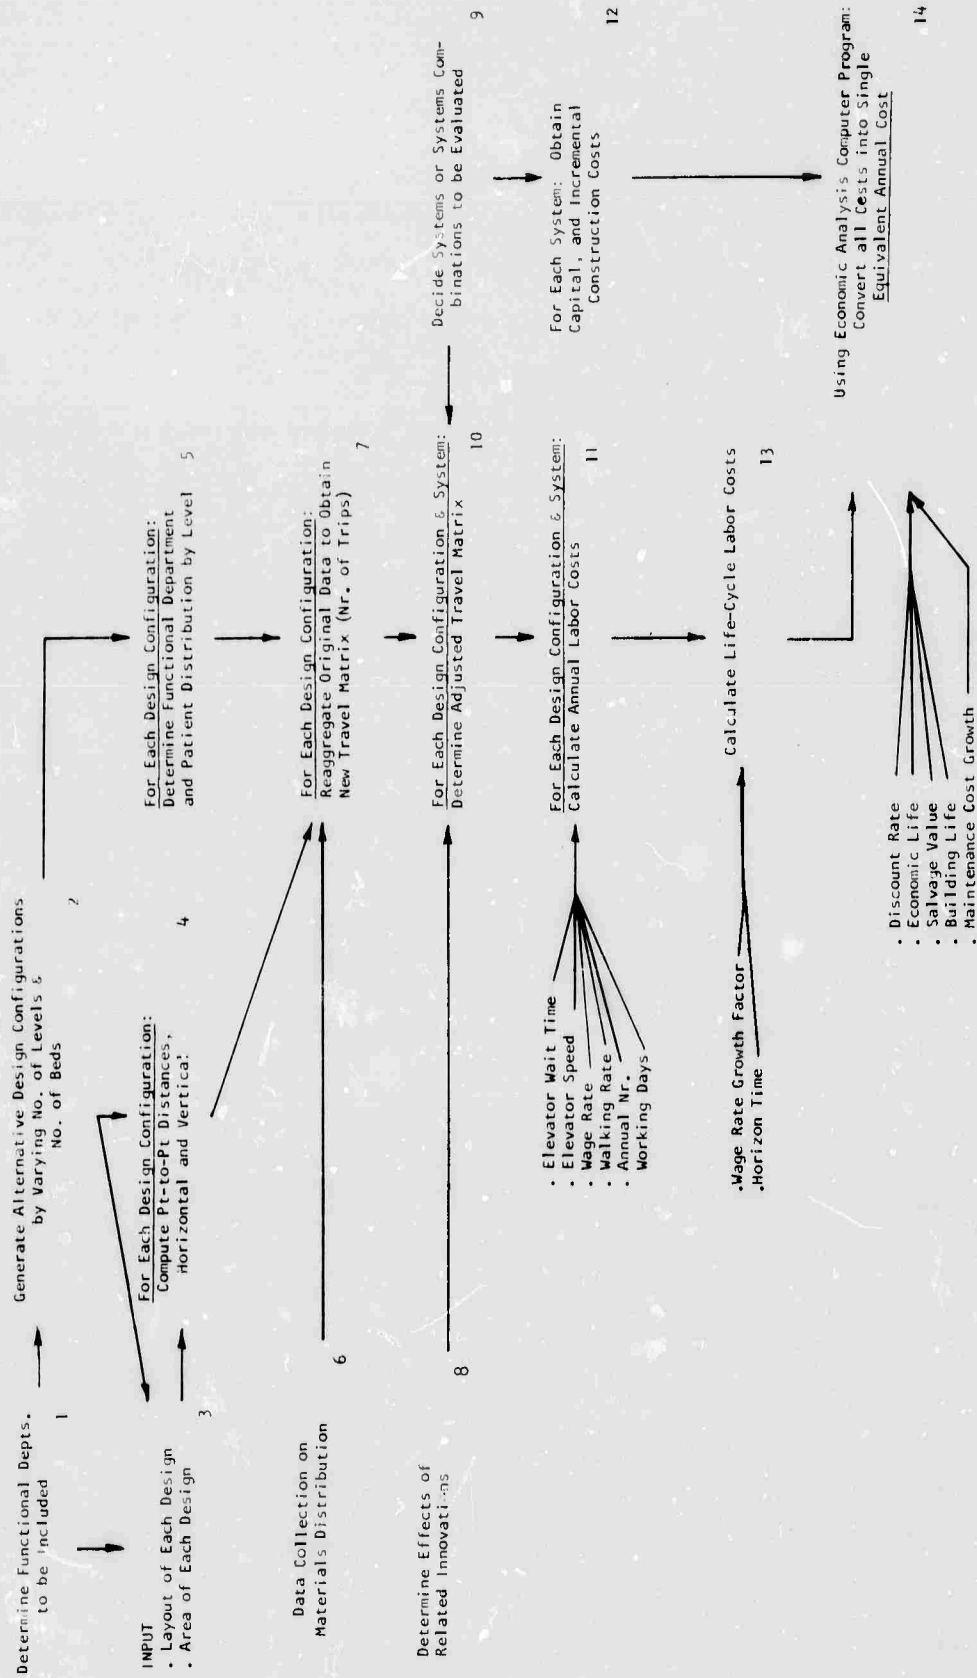 Determine Functional Depts.
to be Included
1
Generate Alternative Design Configurations
by Varying No. of Levels &
No. of Beds
2
INPUT
. Layout of Each Design
. Area of Each Design
3
For Each Design Configuration:
Compute Pt-to-Pt Distances,
Horizontal and Vertical
4
For Each Design Configuration:
Determine Functional Department
and Patient Distribution by Level
5
Data Collection on
Materials Distribution
6
For Each Design Configuration:
Reaggregate Original Data to Obtain
New Travel Matrix (Nr. of Trips)
7
Determine Effects of
Related Innovations
8
Decide Systems or Systems Com-
binations to be Evaluated
9
For Each Design Configuration & System:
Determine Adjusted Travel Matrix
10
. Elevator Wait Time
. Elevator Speed
. Wage Rate
. Walking Rate
. Annual Nr.
Working Days
For Each Design Configuration & System:
Calculate Annual Labor Costs
11
For Each System: Obtain
Capital, and Incremental
Construction Costs
12
.Wage Rate Growth Factor
.Horizon Time
Calculate Life-Cycle Labor Costs
13
. Discount Rate
. Economic Life
. Salvage Value
. Building Life
. Maintenance Cost Growth
Using Economic Analysis Computer Program:
Convert all Cests into Single
Equivalent Annual Cost
14